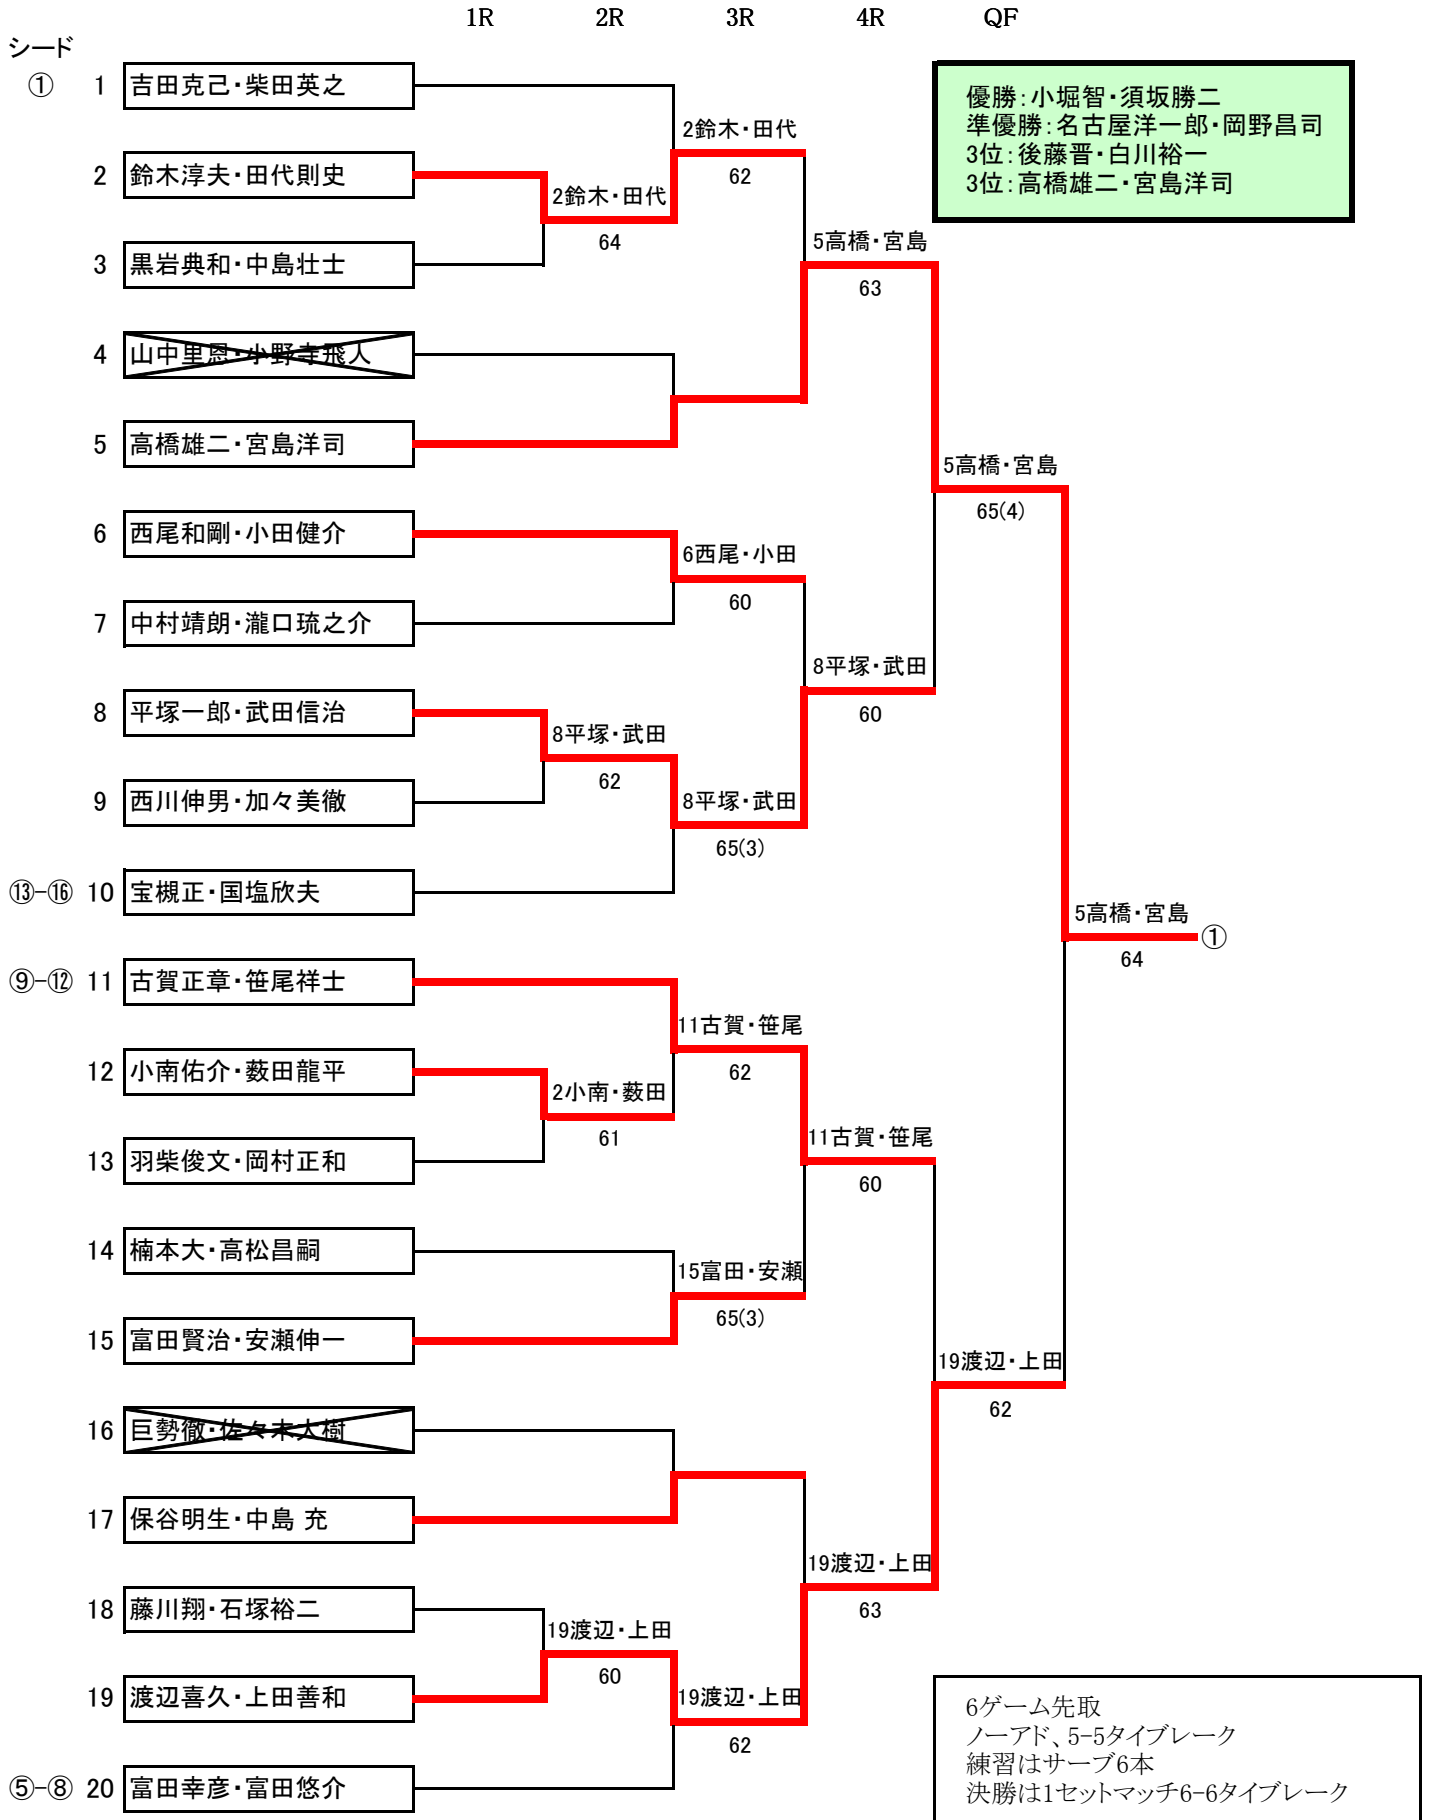 1R 2R 3R 4R QF
シード
① 1 吉田克己・柴田英之
優勝：小堀智・須坂勝二
準優勝：名古屋洋一郎・岡野昌司
3位：後藤晋・白川裕一
3位：高橋雄二・宮島洋司
2鈴木・田代
62
2 鈴木淳夫・田代則史
2鈴木・田代
64
3 黒岩典和・中島壮士
5高橋・宮島
63
4 山中里恩・小野寺飛人
5 高橋雄二・宮島洋司
5高橋・宮島
65(4)
6 西尾和剛・小田健介
6西尾・小田
60
7 中村靖朗・瀧口琉之介
8平塚・武田
60
8 平塚一郎・武田信治
8平塚・武田
62
9 西川伸男・加々美徹
8平塚・武田
65(3)
⑬-⑯ 10 宝槻正・国塩欣夫
5高橋・宮島
①
64
⑨-⑫ 11 古賀正章・笹尾祥士
11古賀・笹尾
62
12 小南佑介・薮田龍平
2小南・薮田
61
13 羽柴俊文・岡村正和
11古賀・笹尾
60
14 楠本大・高松昌嗣
15富田・安瀬
65(3)
15 富田賢治・安瀬伸一
19渡辺・上田
62
16 巨勢徹・佐々木大樹
17 保谷明生・中島 充
19渡辺・上田
63
18 藤川翔・石塚裕二
19渡辺・上田
60
19 渡辺喜久・上田善和
19渡辺・上田
62
⑤-⑧ 20 富田幸彦・富田悠介
6ゲーム先取
ノーアド、5-5タイブレーク
練習はサーブ6本
決勝は1セットマッチ6-6タイブレーク